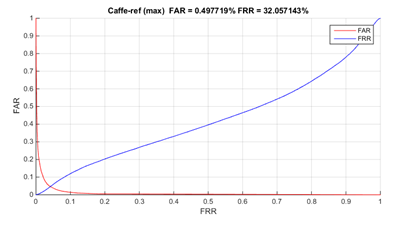 Caffe-ref (max) FAR = 0.497719% FRR = 32.057143%
1
0.9
0.8
0.7
0.6
0.5
0.4
0.3
0.2
0.1
0
FAR
FAR
FRR
0 0.1 0.2 0.3 0.4 0.5 0.6 0.7 0.8 0.9 1
FRR